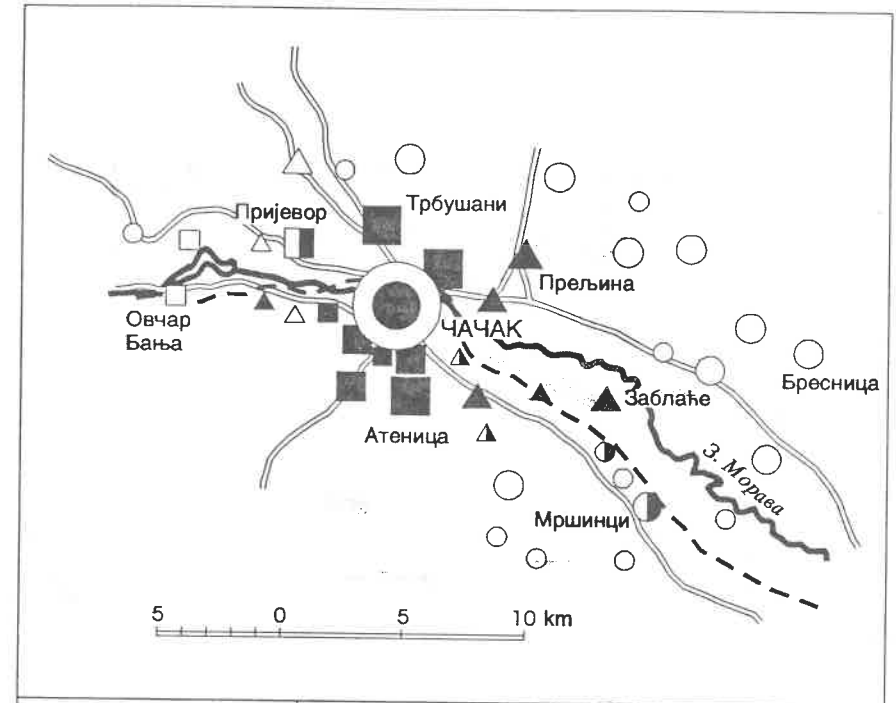 Трбушани
Пријевор
Прељина
Овчар
Бања
ЧАЧАК
Бресница
Заблаће
Атеница
З. Морава
Мршинци
5 0 5 10 km